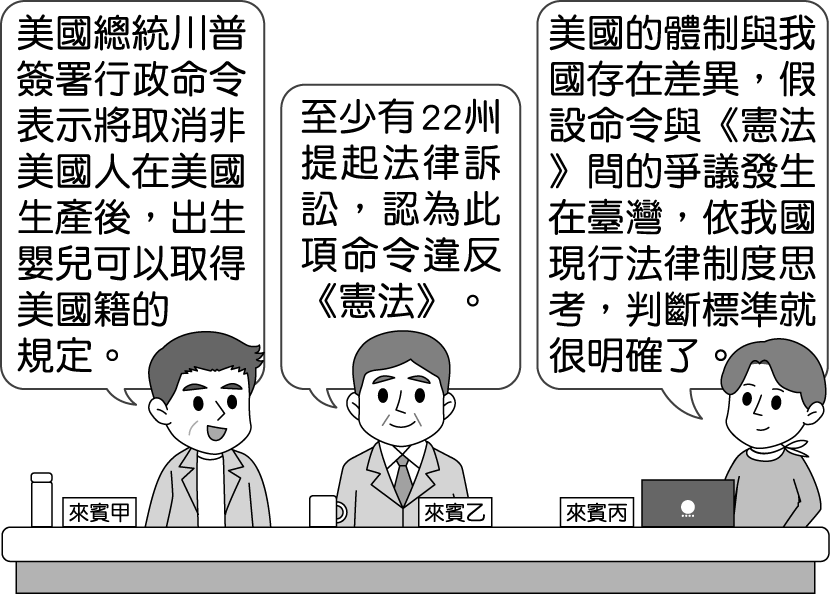 美國總統川普
簽署行政命令
表示將取消非
美國人在美國
生產後，出生
嬰兒可以取得
美國籍的
規定。
至少有22州
提起法律訴
訟，認為此
項命令違反
《憲法》。
美國的體制與我
國存在差異，假
設命令與《憲法
》間的爭議發生
在臺灣，依我國
現行法律制度思
考，判斷標準就
很明確了。
來賓甲
來賓乙
來賓丙